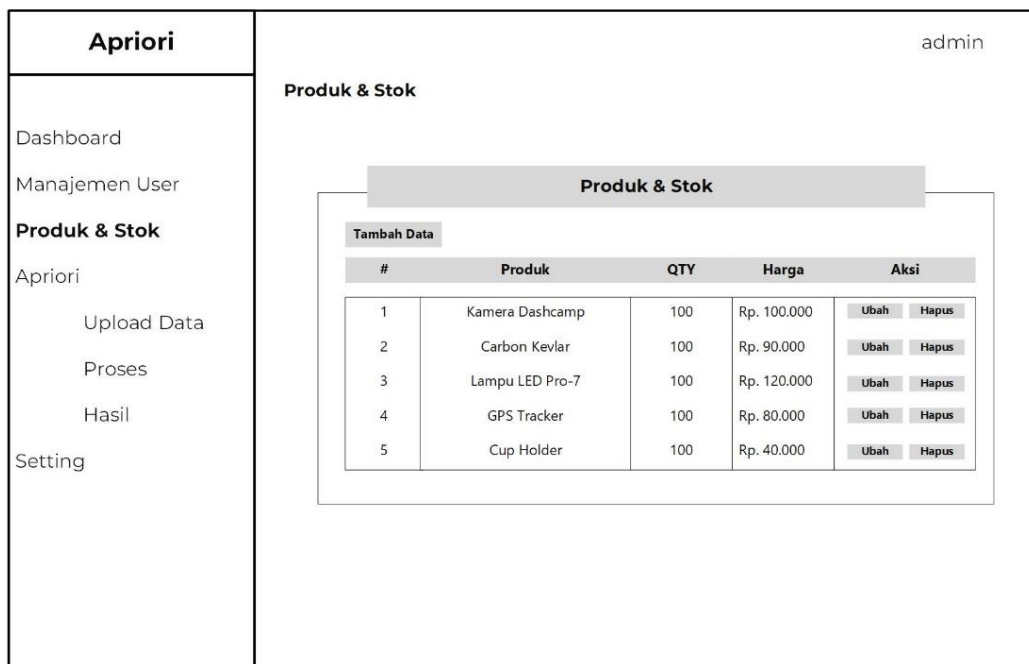 Apriori
admin
Dashboard
Manajemen User
Produk & Stok
Apriori
Upload Data
Proses
Hasil
Setting
Produk & Stok
Produk & Stok
Tambah Data
# Produk QTY Harga Aksi
1 Kamera Dashcamp 100 Rp. 100.000 Ubah Hapus
2 Carbon Kevlar 100 Rp. 90.000 Ubah Hapus
3 Lampu LED Pro-7 100 Rp. 120.000 Ubah Hapus
4 GPS Tracker 100 Rp. 80.000 Ubah Hapus
5 Cup Holder 100 Rp. 40.000 Ubah Hapus